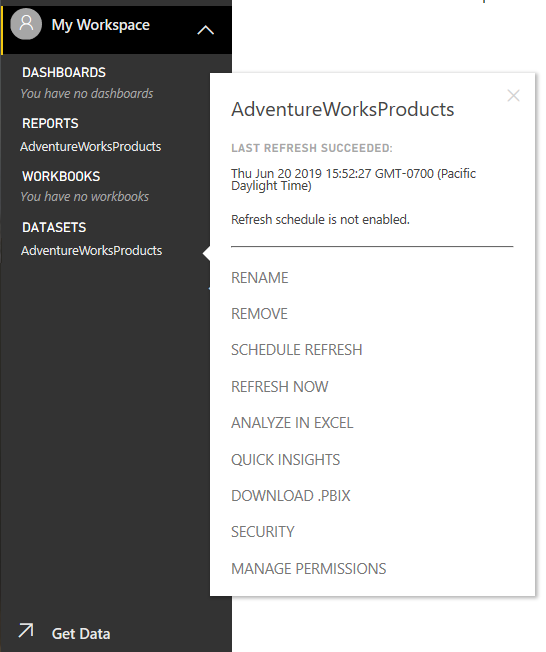 My Workspace
DASHBOARDS
You have no dashboards
REPORTS
AdventureWorksProducts
WORKBOOKS
You have no workbooks
DATASETS
AdventureWorksProducts
Get Data
AdventureWorksProducts
LAST REFRESH SUCCEEDED:
Thu Jun 20 2019 15:52:27 GMT-0700 (Pacific
Daylight Time)
Refresh schedule is not enabled.
RENAME
REMOVE
SCHEDULE REFRESH
REFRESH NOW
ANALYZE IN EXCEL
QUICK INSIGHTS
DOWNLOAD .PBIX
SECURITY
MANAGE PERMISSIONS